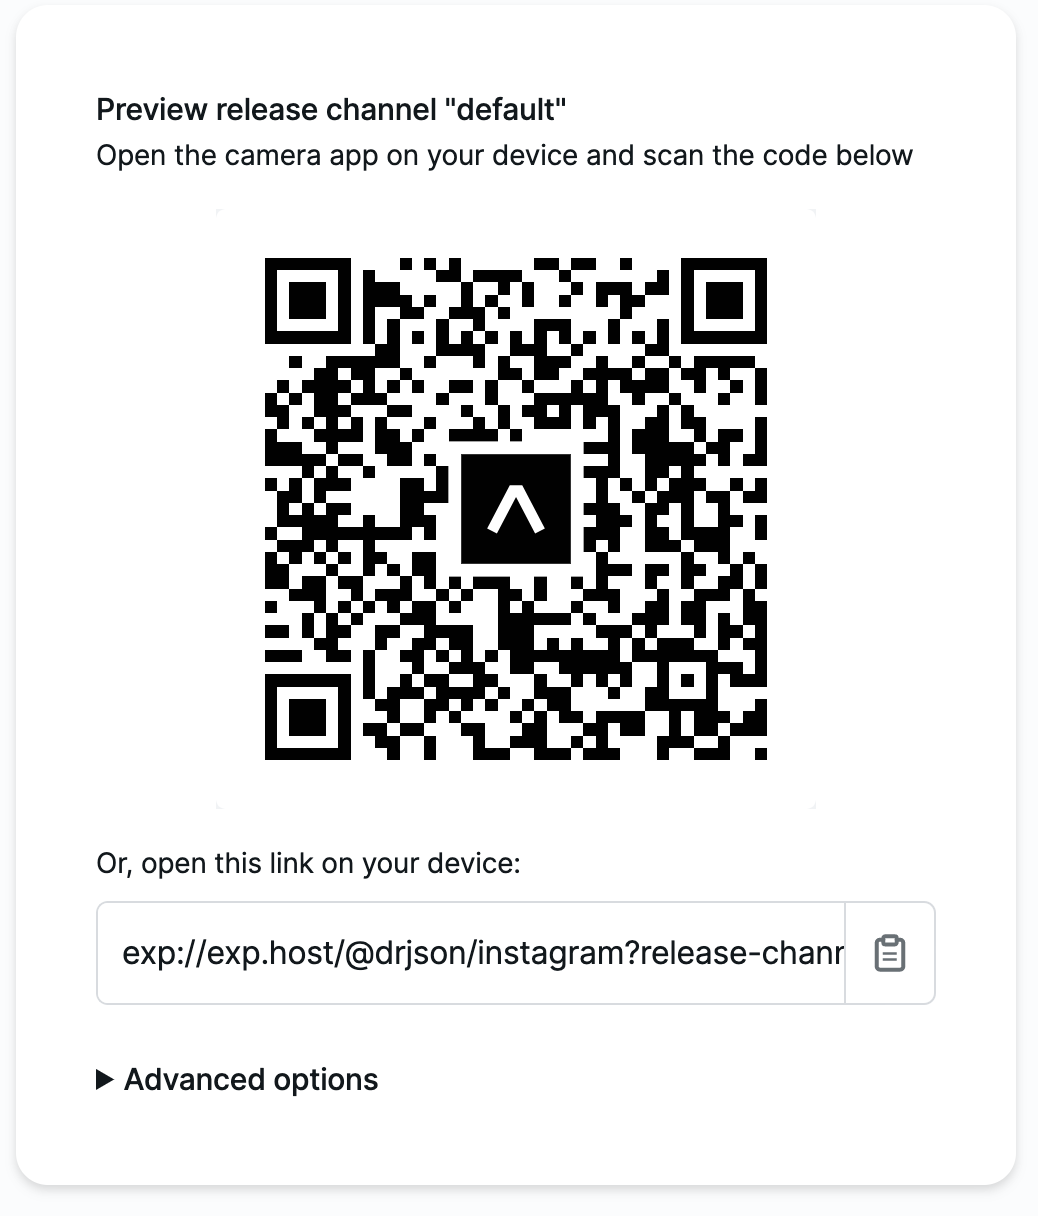 Preview release channel "default"
Open the camera app on your device and scan the code below
Or, open this link on your device:
exp://exp.host/@drjson/instagram?release-chann
Advanced options